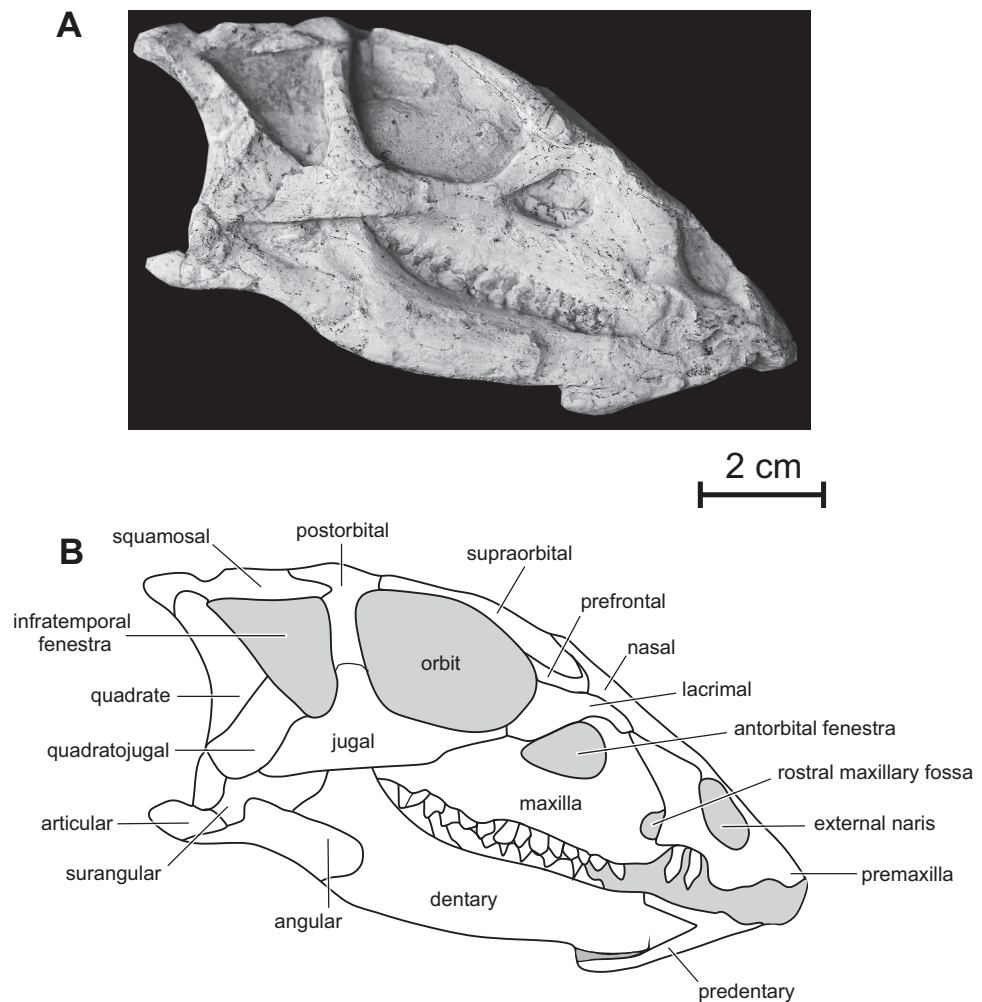 A
2 cm
B
squamosal
postorbital
supraorbital
prefrontal
infratemporal
fenestra
nasal
orbit
lacrimal
quadrate
antorbital fenestra
quadratojugal
jugal
rostral maxillary fossa
maxilla
articular
external naris
surangular
premaxilla
dentary
angular
predentary